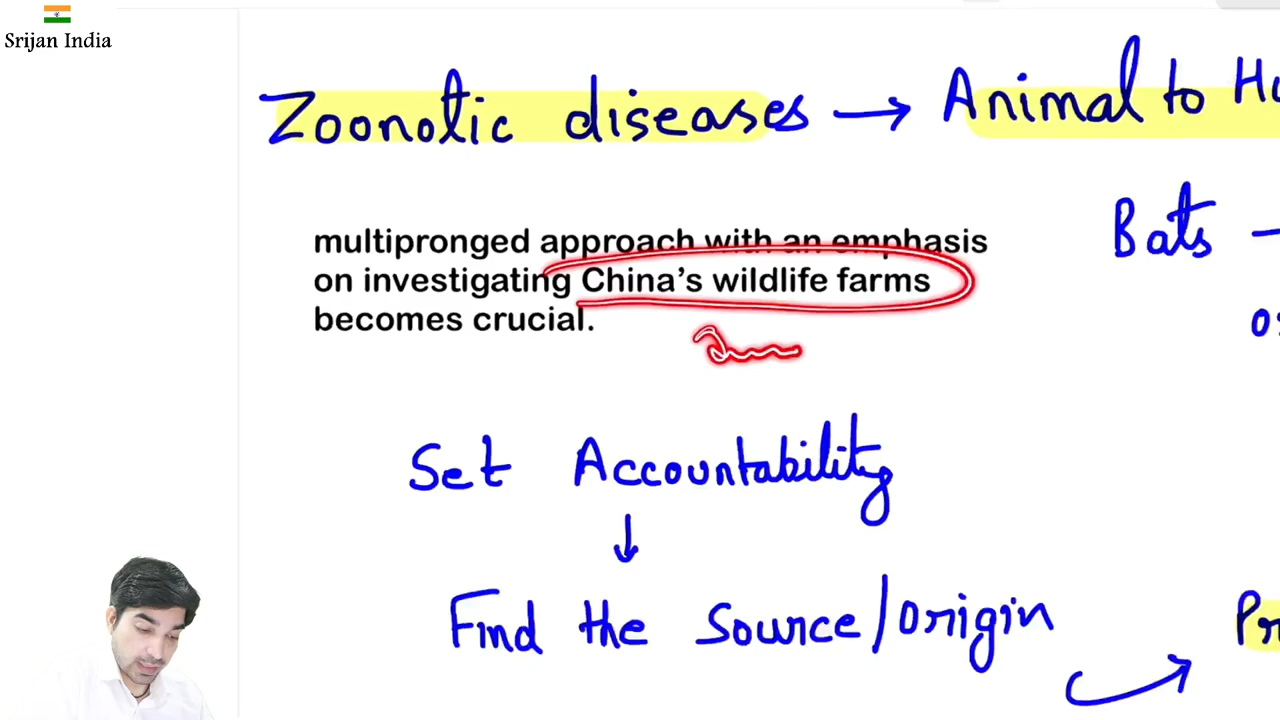 Srijan India
Zoonotic diseases → Animal to
multipronged approach with an emphasis
on investigating China's wildlife farms
becomes crucial.
Bats
Set Accountability
↓
Find the source/origin